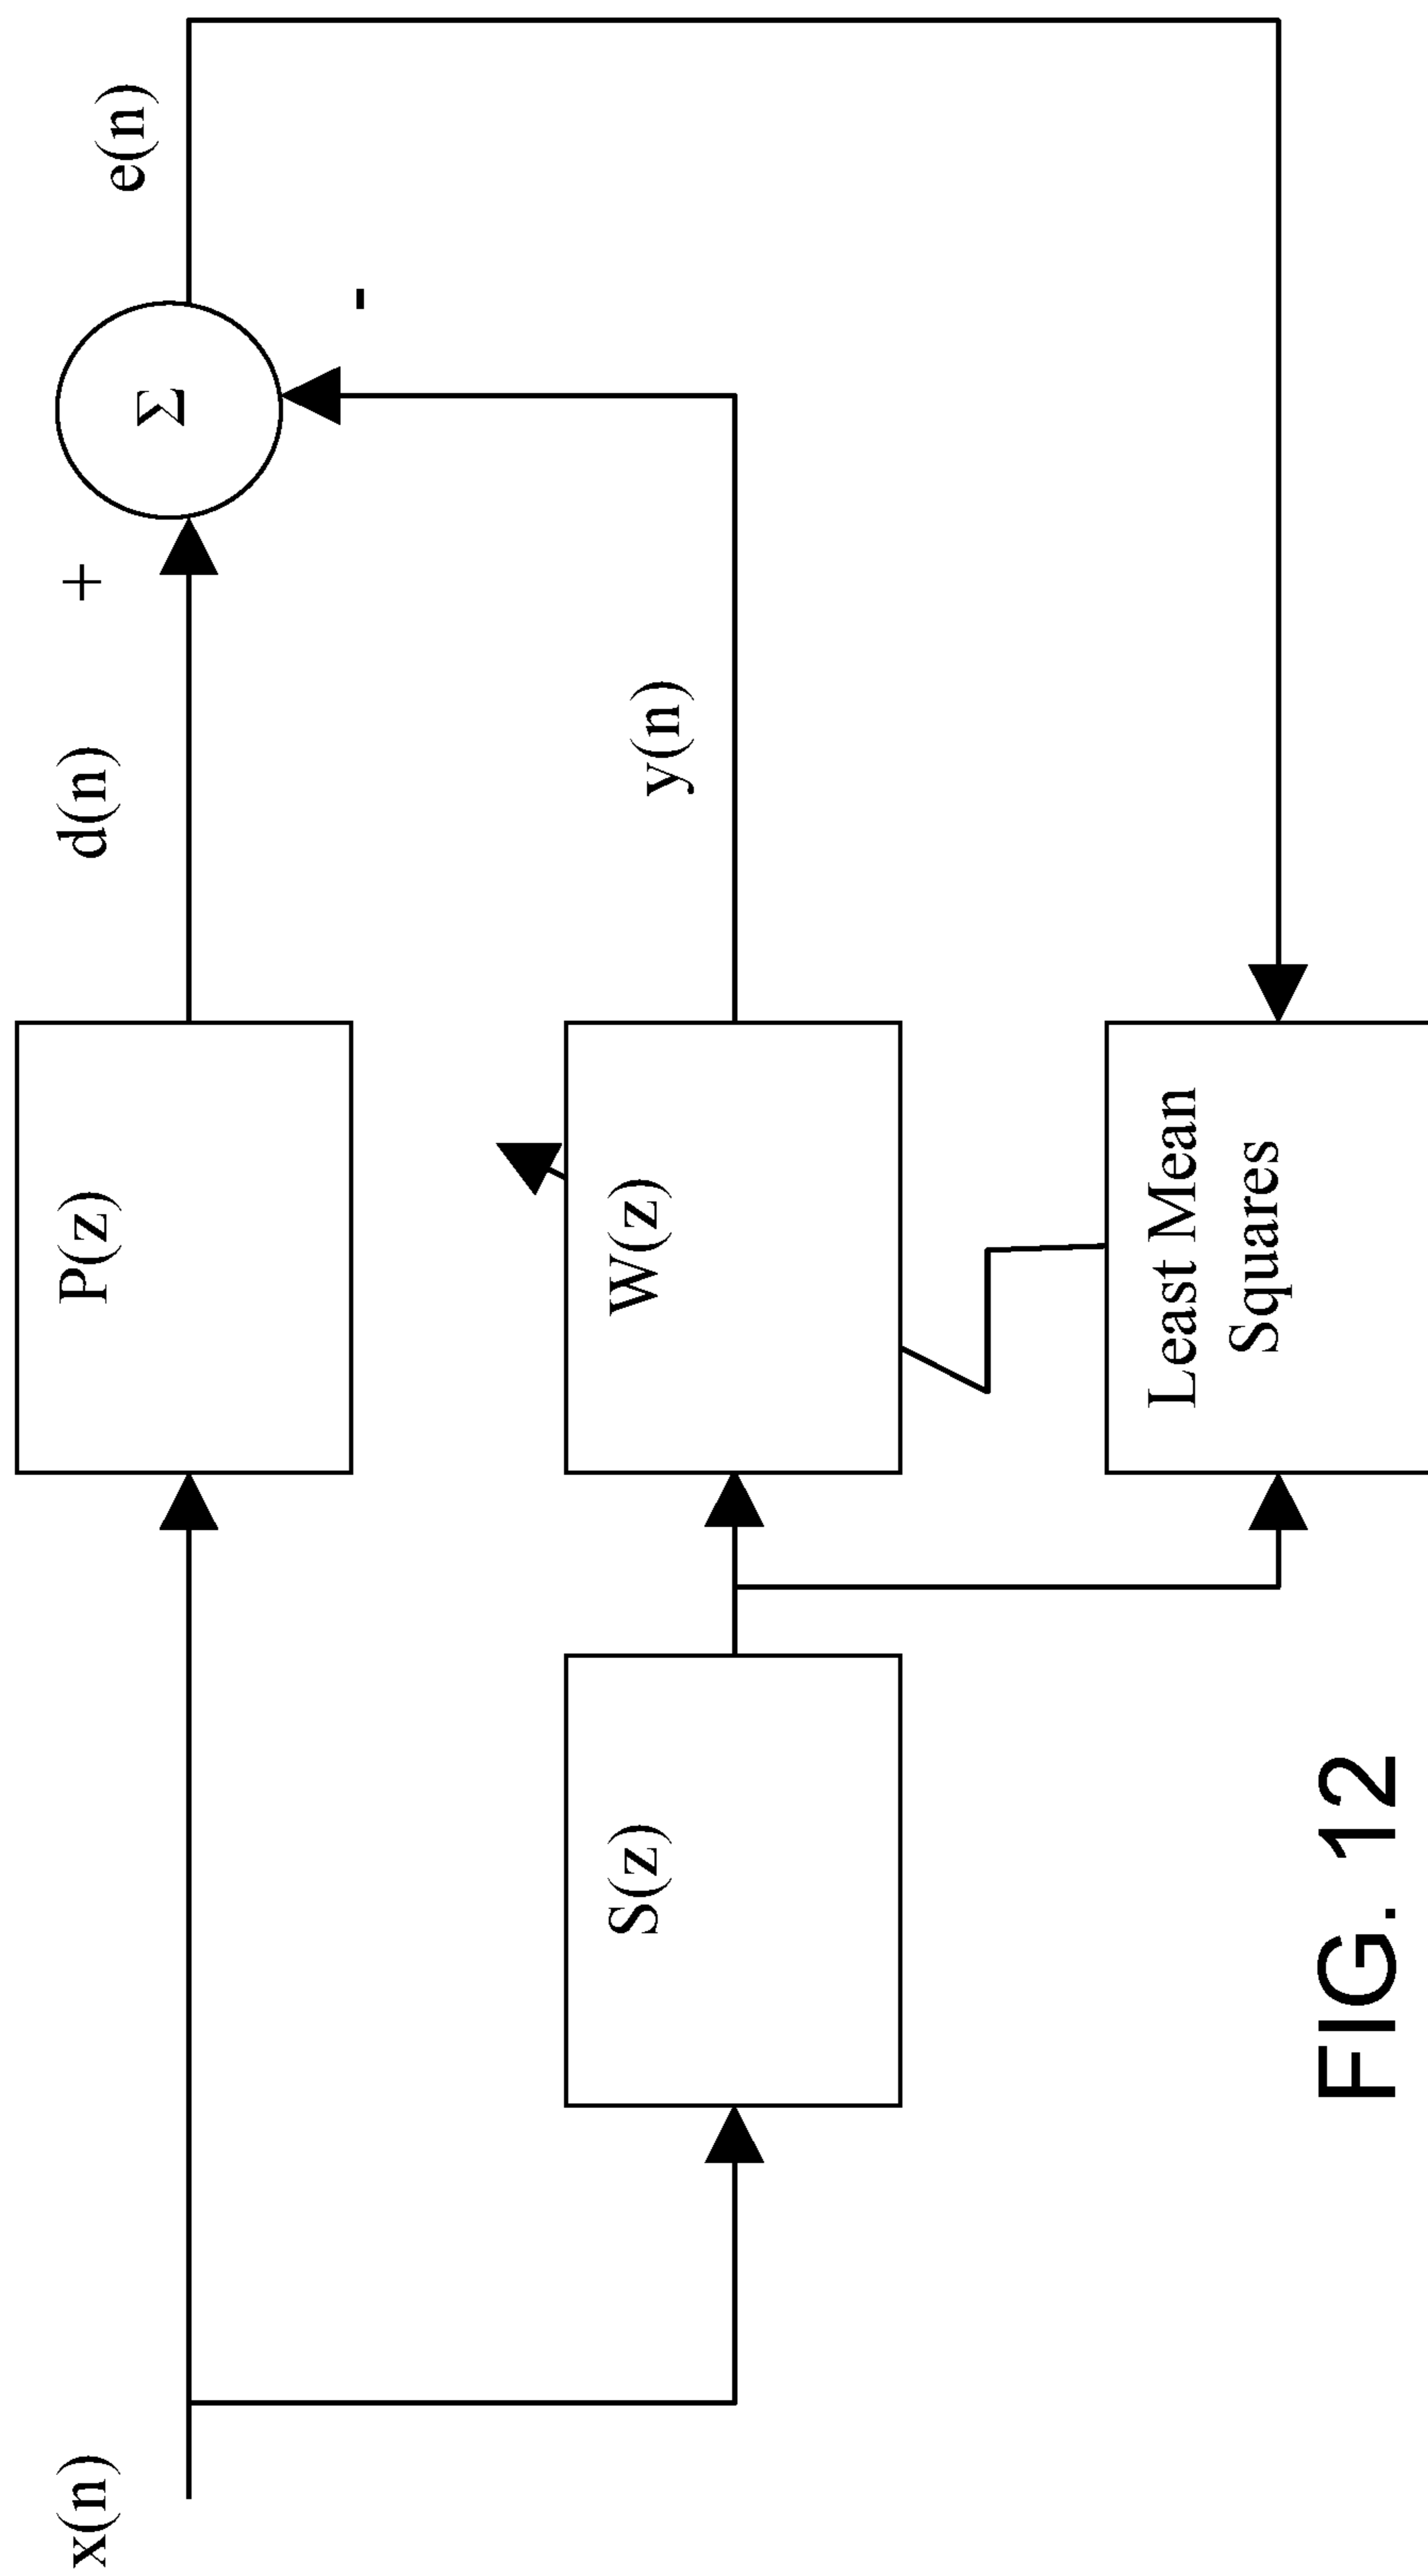 x(n)
P(z)
d(n)
+
Σ
e(n)
-
S(z)
W(z)
y(n)
Least Mean
Squares
FIG. 12